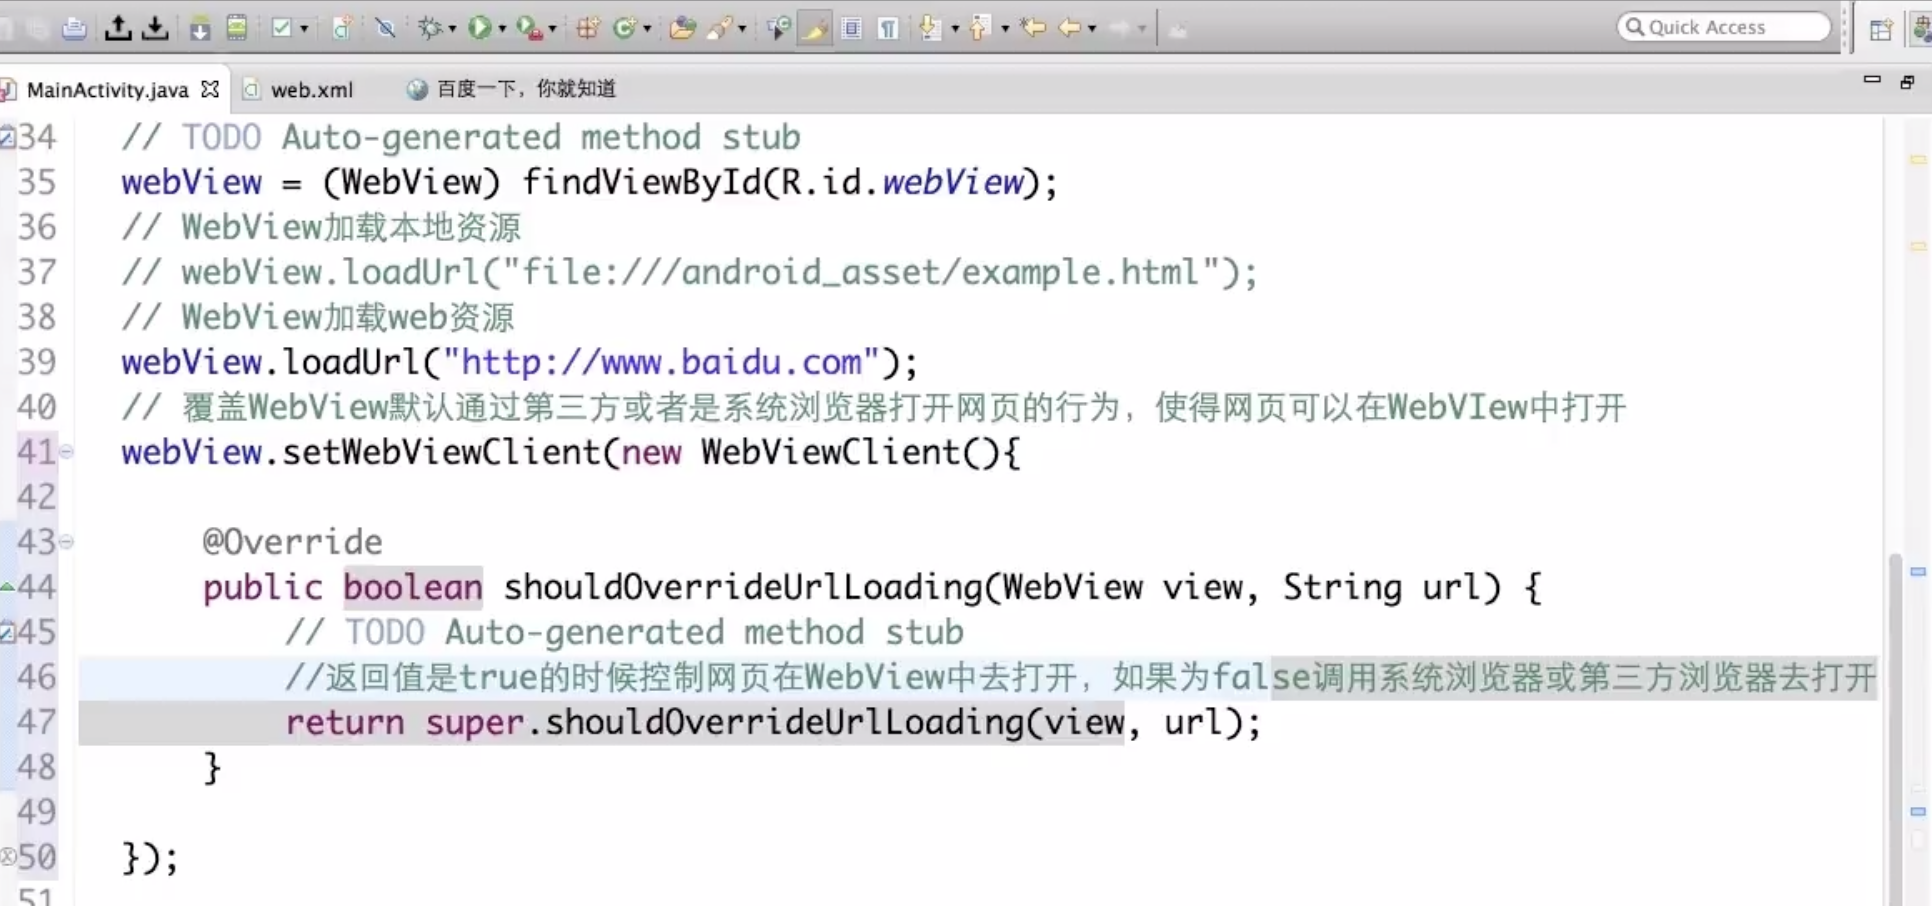 Quick Access
MainActivity.java
web.xml
百度一下，你就知道
34 // TODO Auto-generated method stub
35 webView = (WebView) findViewById(R.id.webView);
36 // WebView加载本地资源
37 // webView.loadUrl("file:///android_asset/example.html");
38 // WebView加载web资源
39 webView.loadUrl("http://www.baidu.com");
40 // 覆盖WebView默认通过第三方或者是系统浏览器打开网页的行为，使得网页可以在WebVIew中打开
41 webView.setWebViewClient(new WebViewClient(){
42
43 @Override
44 public boolean shouldOverrideUrlLoading(WebView view, String url) {
45 // TODO Auto-generated method stub
46 //返回值是true的时候控制网页在WebView中去打开，如果为false调用系统浏览器或第三方浏览器去打开
47 return super.shouldOverrideUrlLoading(view, url);
48 }
49
50 });
51